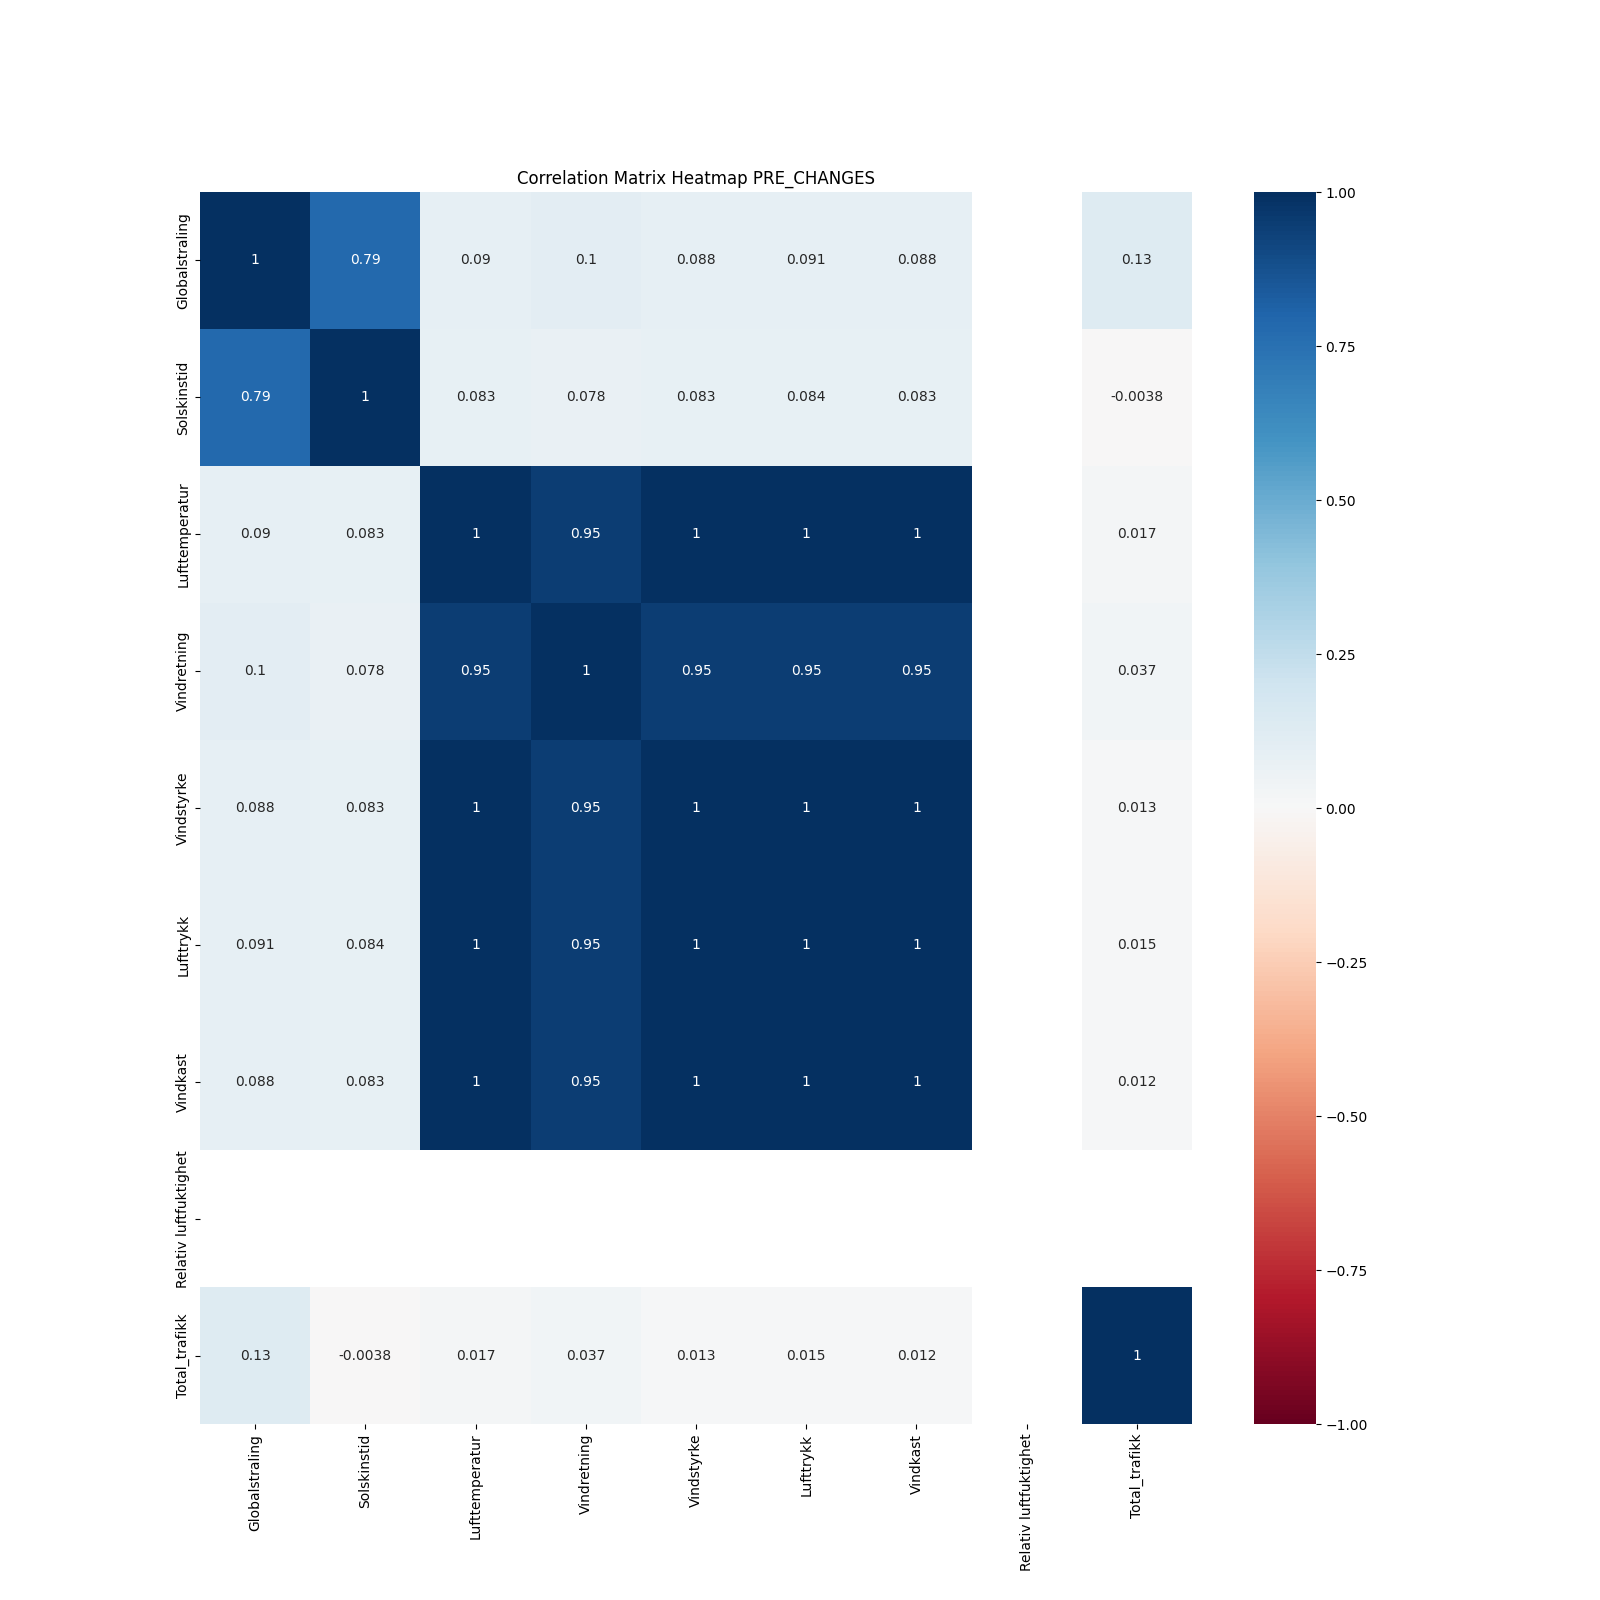 Correlation Matrix Heatmap PRE_CHANGES
Globalstraling 1 0.79 0.09 0.1 0.088 0.091 0.088 0.13
Solskinstid 0.79 1 0.083 0.078 0.083 0.084 0.083 -0.0038
Lufttemperatur 0.09 0.083 1 0.95 1 1 1 0.017
Vindretning 0.1 0.078 0.95 1 0.95 0.95 0.95 0.037
Vindstyrke 0.088 0.083 1 0.95 1 1 1 0.013
Lufttrykk 0.091 0.084 1 0.95 1 1 1 0.015
Vindkast 0.088 0.083 1 0.95 1 1 1 0.012
Relativ luftfuktighet
Total_trafikk 0.13 -0.0038 0.017 0.037 0.013 0.015 0.012 1
Globalstraling Solskinstid Lufttemperatur Vindretning Vindstyrke Lufttrykk Vindkast Relativ luftfuktighet Total_trafikk
1.00
0.75
0.50
0.25
0.00
−0.25
−0.50
−0.75
−1.00